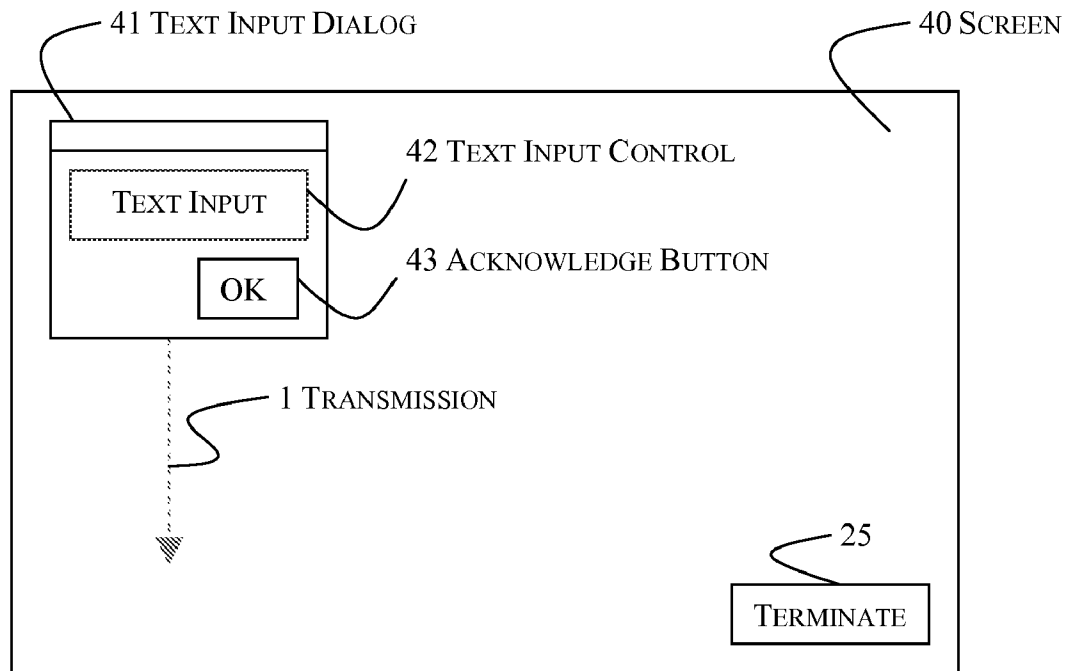 41 TEXT INPUT DIALOG
40 SCREEN
42 TEXT INPUT CONTROL
TEXT INPUT
43 ACKNOWLEDGE BUTTON
OK
1 TRANSMISSION
25
TERMINATE